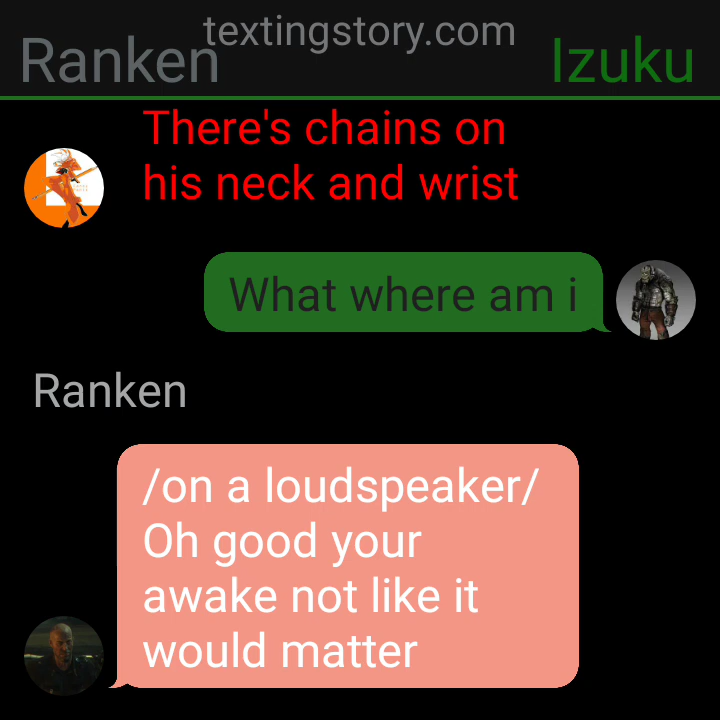 textingstory.com
Ranken
Izuku
There's chains on
his neck and wrist
What where am i
Ranken
/on a loudspeaker/
Oh good your
awake not like it
would matter